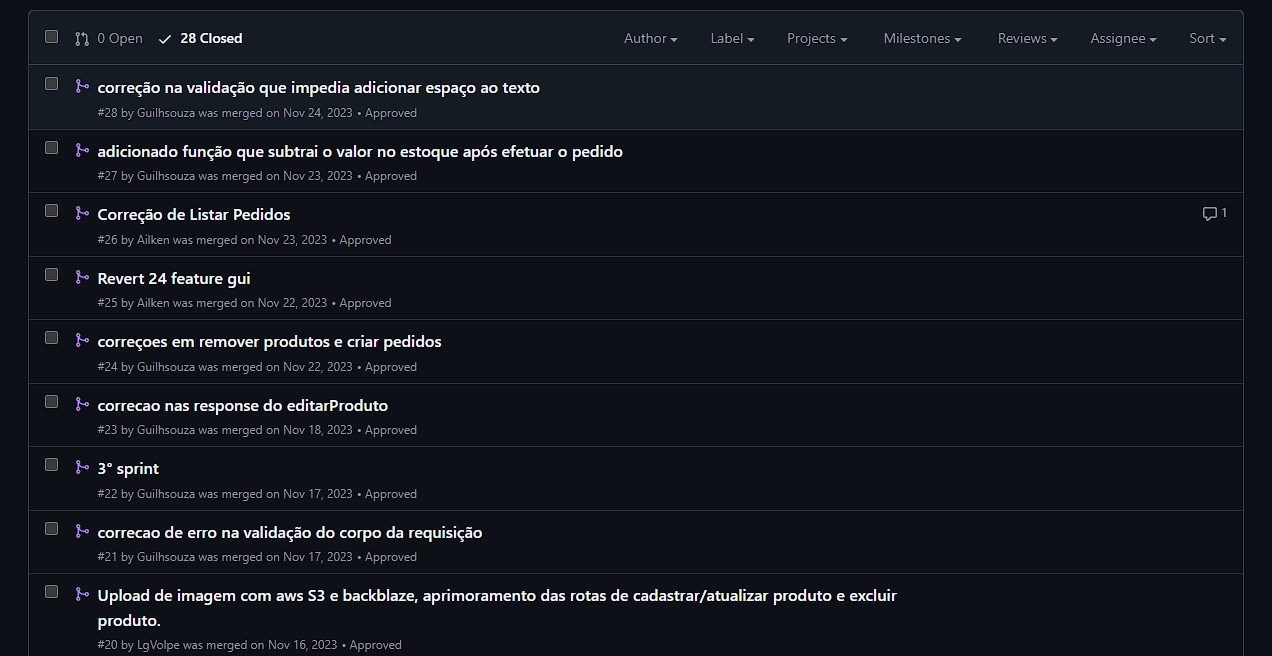 0 Open 28 Closed Author Label Projects Milestones Reviews Assignee Sort
correção na validação que impedia adicionar espaço ao texto
#28 by Guilhsouza was merged on Nov 24, 2023 • Approved
adicionado função que subtrai o valor no estoque após efetuar o pedido
#27 by Guilhsouza was merged on Nov 23, 2023 • Approved
Correção de Listar Pedidos 1
#26 by Ailken was merged on Nov 23, 2023 • Approved
Revert 24 feature gui
#25 by Ailken was merged on Nov 22, 2023 • Approved
correçoes em remover produtos e criar pedidos
#24 by Guilhsouza was merged on Nov 22, 2023 • Approved
correcao nas response do editarProduto
#23 by Guilhsouza was merged on Nov 18, 2023 • Approved
3° sprint
#22 by Guilhsouza was merged on Nov 17, 2023 • Approved
correcao de erro na validação do corpo da requisição
#21 by Guilhsouza was merged on Nov 17, 2023 • Approved
Upload de imagem com aws S3 e backblaze, aprimoramento das rotas de cadastrar/atualizar produto e excluir
produto.
#20 by LgVolpe was merged on Nov 16, 2023 • Approved